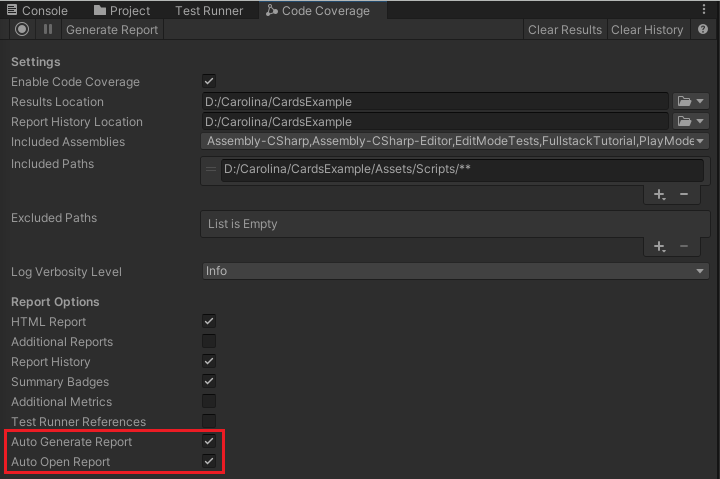 Console Project Test Runner Code Coverage
Generate Report Clear Results Clear History
Settings
Enable Code Coverage
Results Location D:/Carolina/CardsExample
Report History Location D:/Carolina/CardsExample
Included Assemblies Assembly-CSharp,Assembly-CSharp-Editor,EditModeTests,FullstackTutorial,PlayMode
Included Paths D:/Carolina/CardsExample/Assets/Scripts/**
Excluded Paths List is Empty
Log Verbosity Level Info
Report Options
HTML Report
Additional Reports
Report History
Summary Badges
Additional Metrics
Test Runner References
Auto Generate Report
Auto Open Report